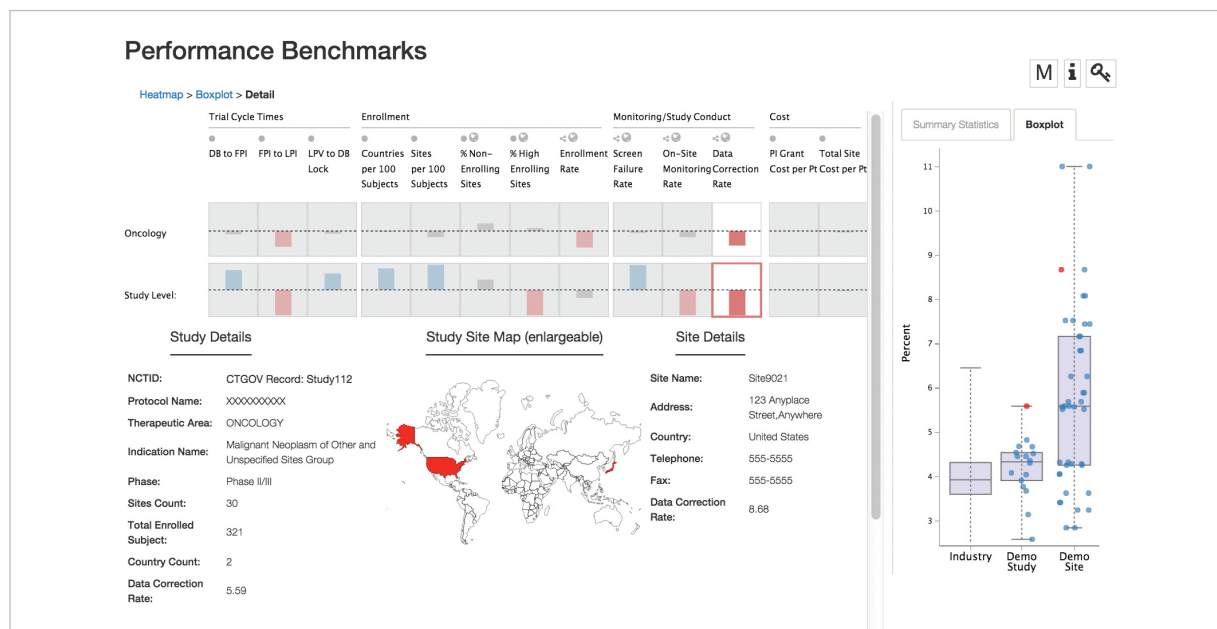 Performance Benchmarks
M i
Heatmap > Boxplot > Detail
Trial Cycle Times
Enrollment
Monitoring/Study Conduct
Cost
DB to FPI
FPI to LPI
LPV to DB
Lock
Countries
per 100
Subjects
Sites
per 100
Subjects
% Non-
Enrolling
Sites
% High
Enrolling
Sites
Enrollment
Rate
Screen
Failure
Rate
On-Site
Monitoring
Rate
Data
Correction
Rate
PI Grant
Cost per Pt
Total Site
Cost per Pt
Oncology
Study Level:
Study Details
NCTID: CTGOV Record: Study112
Protocol Name: XXXXXXXXXX
Therapeutic Area: ONCOLOGY
Indication Name: Malignant Neoplasm of Other and
Unspecified Sites Group
Phase: Phase II/III
Sites Count: 30
Total Enrolled
Subject: 321
Country Count: 2
Data Correction
Rate: 5.59
Study Site Map (enlargeable)
Site Details
Site Name: Site9021
Address: 123 Anyplace
Street,Anywhere
Country: United States
Telephone: 555-5555
Fax: 555-5555
Data Correction
Rate: 8.68
Summary Statistics
Boxplot
Percent
11
10
9
8
7
6
5
4
3
Industry
Demo
Study
Demo
Site